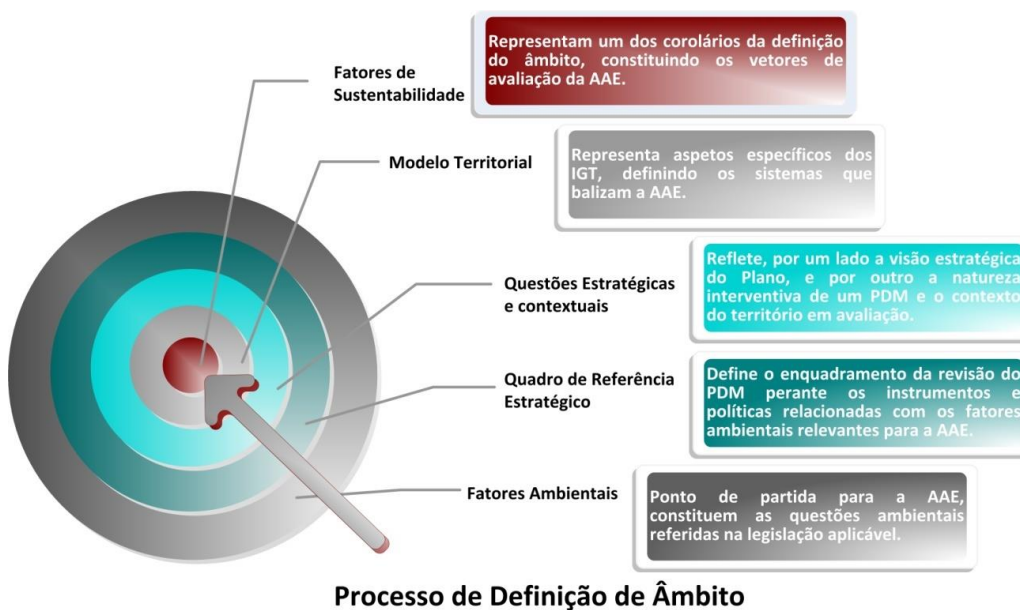 Fatores de
Sustentabilidade
Representam um dos corolários da definição
do âmbito, constituindo os vetores de
avaliação da AAE.
Modelo Territorial
Representa aspetos específicos dos
IGT, definindo os sistemas que
balizam a AAE.
Questões Estratégicas
e contextuais
Reflete, por um lado a visão estratégica
do Plano, e por outro a natureza
interventiva de um PDM e o contexto
do território em avaliação.
Quadro de Referência
Estratégico
Define o enquadramento da revisão do
PDM perante os instrumentos e
políticas relacionadas com os fatores
ambientais relevantes para a AAE.
Fatores Ambientais
Ponto de partida para a AAE,
constituem as questões ambientais
referidas na legislação aplicável.
Processo de Definição de Âmbito